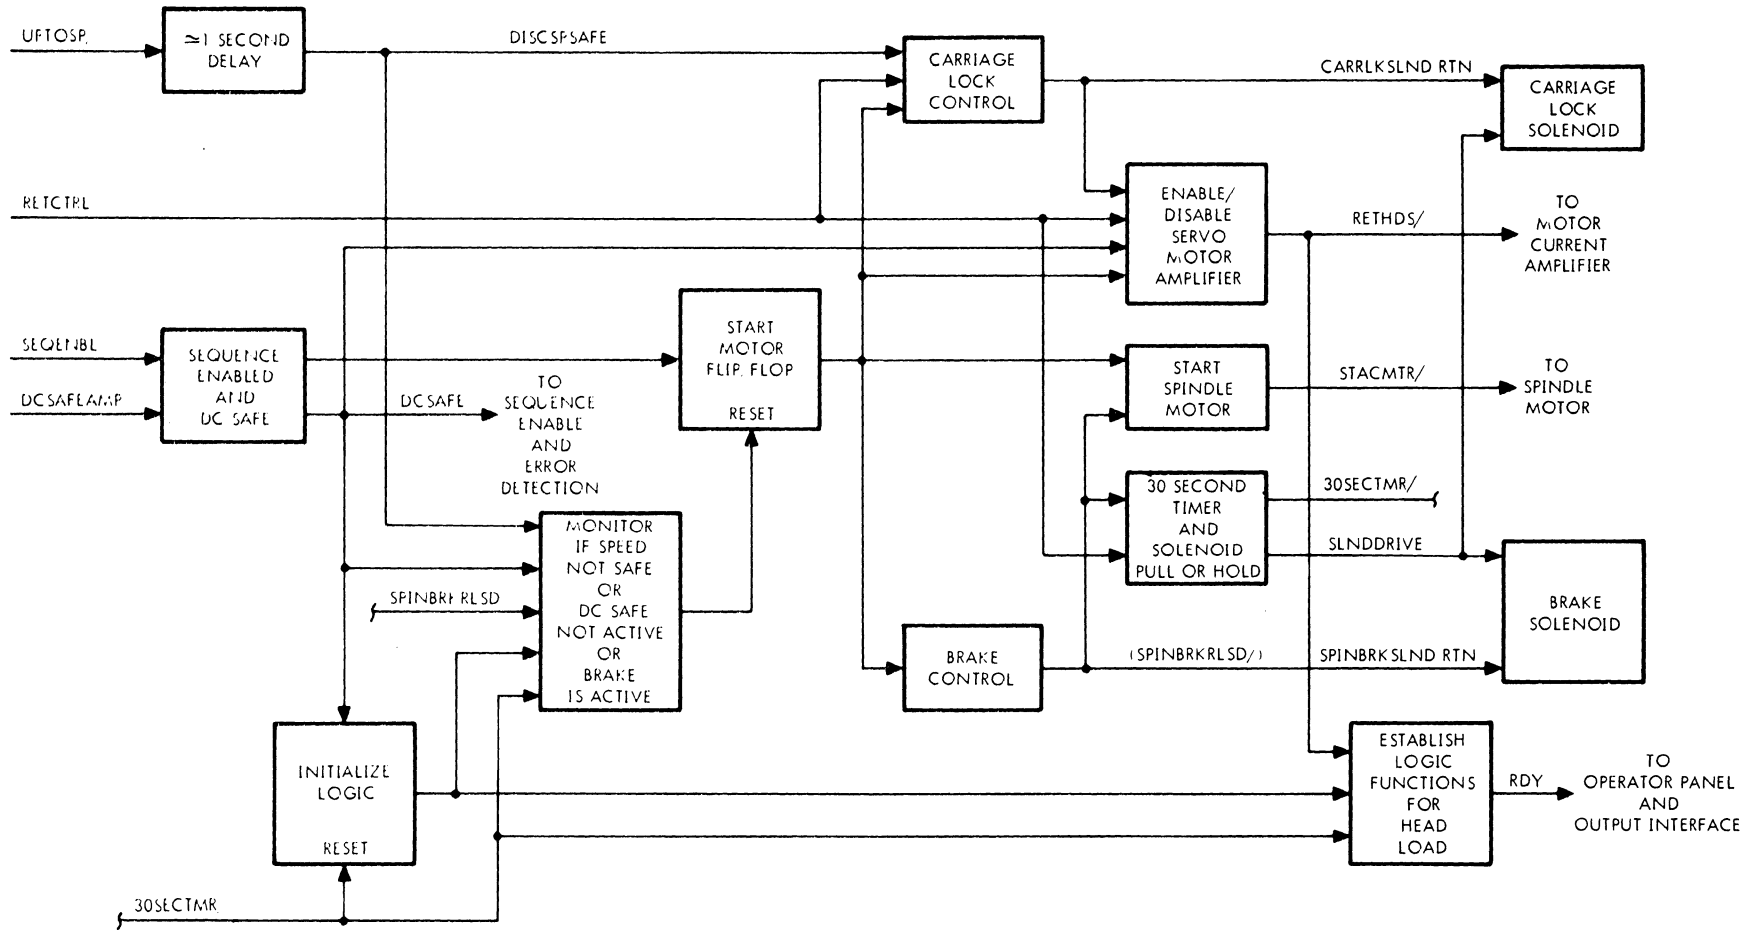 UFTOSP
≃1 SECOND
DELAY
DISCSPSAFE
CARRIAGE
LOCK
CONTROL
CARRLKSLND RTN
CARRIAGE
LOCK
SOLENOID
RETCTRL
ENABLE/
DISABLE
SERVO
MOTOR
AMPLIFIER
RETHDS/
TO
MOTOR
CURRENT
AMPLIFIER
SEQENBL
DCSAFEAMP
SEQUENCE
ENABLED
AND
DC SAFE
DCSAFE
TO
SEQUENCE
ENABLE
AND
ERROR
DETECTION
START
MOTOR
FLIP FLOP
RESET
START
SPINDLE
MOTOR
STACMTR/
TO
SPINDLE
MOTOR
30 SECOND
TIMER
AND
SOLENOID
PULL OR HOLD
30SECTMR/
SLNDDRIVE
MONITOR
IF SPEED
NOT SAFE
OR
DC SAFE
NOT ACTIVE
OR
BRAKE
IS ACTIVE
SPINBRKRLSD
BRAKE
CONTROL
(SPINBRKRLSD/)
SPINBRKSLND RTN
BRAKE
SOLENOID
INITIALIZE
LOGIC
RESET
30SECTMR
ESTABLISH
LOGIC
FUNCTIONS
FOR
HEAD
LOAD
RDY
TO
OPERATOR PANEL
AND
OUTPUT INTERFACE